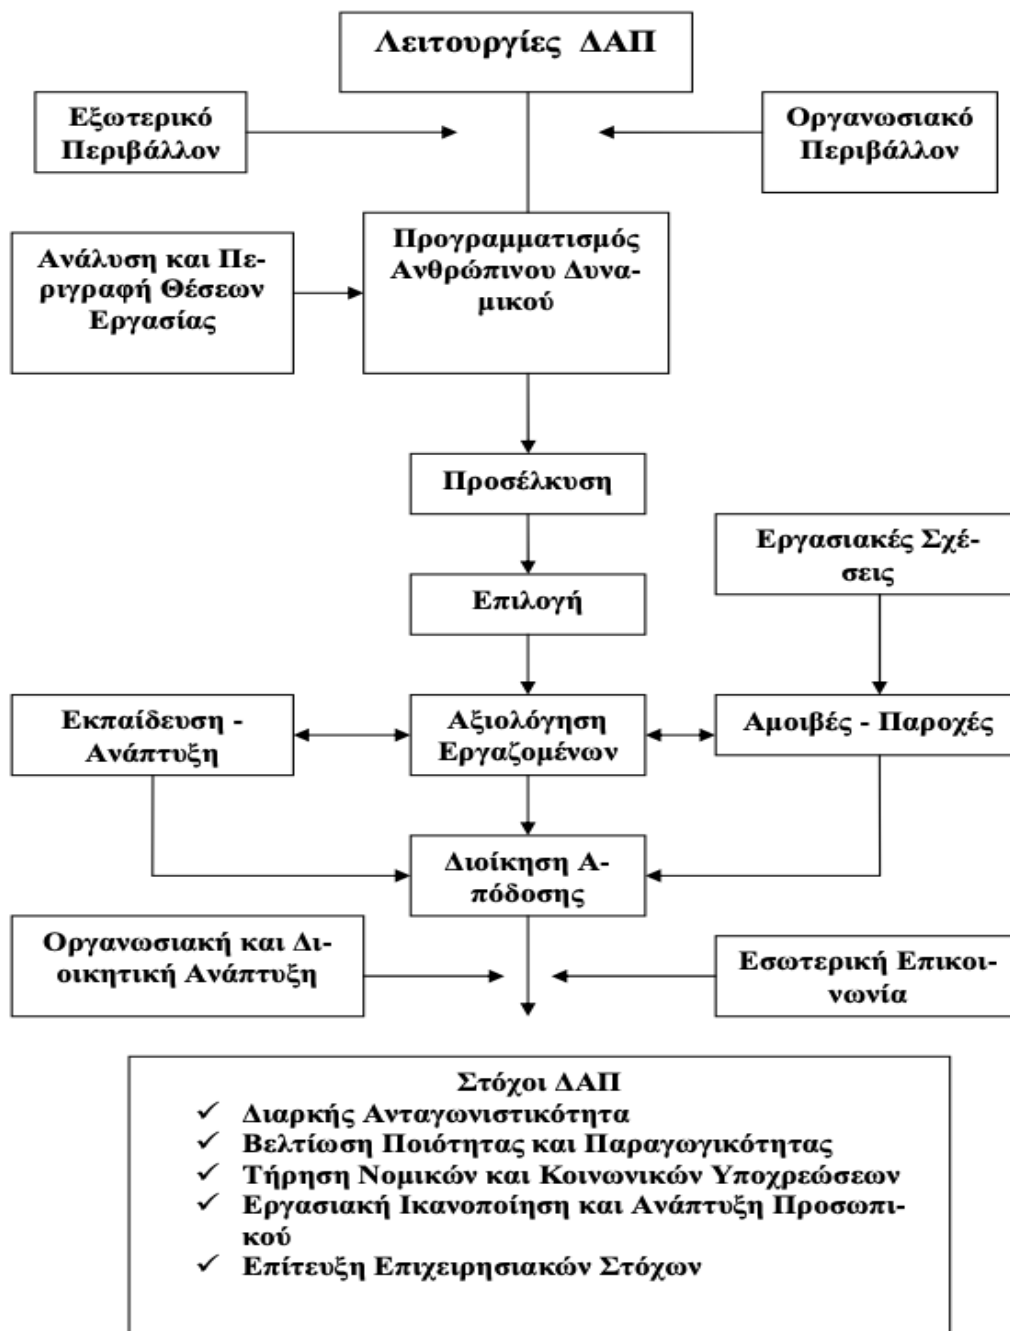 Λειτουργίες ΔΑΠ
Εξωτερικό
Περιβάλλον
Οργανωσιακό
Περιβάλλον
Ανάλυση και Πε-
ριγραφή Θέσεων
Εργασίας
Προγραμματισμός
Ανθρώπινου Δυνα-
μικού
Προσέλκυση
Επιλογή
Εργασιακές Σχέ-
σεις
Εκπαίδευση -
Ανάπτυξη
Αξιολόγηση
Εργαζομένων
Αμοιβές - Παροχές
Διοίκηση Α-
πόδοσης
Οργανωσιακή και Δι-
οικητική Ανάπτυξη
Εσωτερική Επικοι-
νωνία
Στόχοι ΔΑΠ
✓ Διαρκής Ανταγωνιστικότητα
✓ Βελτίωση Ποιότητας και Παραγωγικότητας
✓ Τήρηση Νομικών και Κοινωνικών Υποχρεώσεων
✓ Εργασιακή Ικανοποίηση και Ανάπτυξη Προσωπι-
κού
✓ Επίτευξη Επιχειρησιακών Στόχων